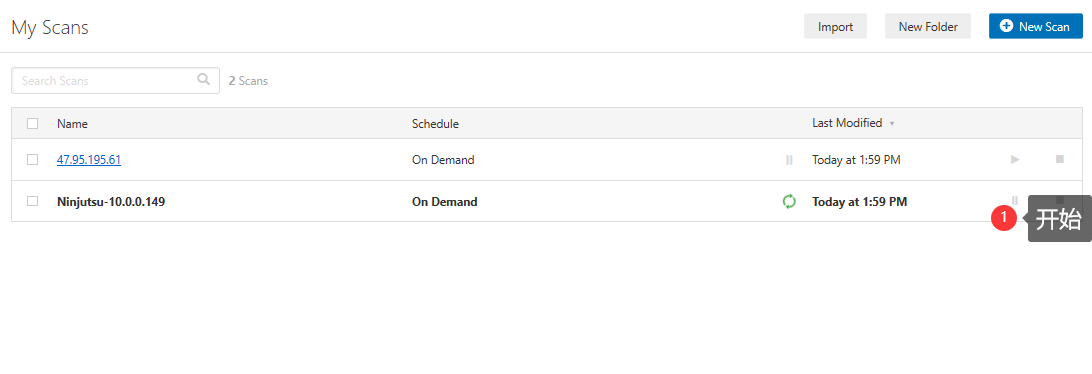 My Scans
Import
New Folder
New Scan
Search Scans
2 Scans
Name Schedule Last Modified
47.95.195.61 On Demand Today at 1:59 PM
Ninjutsu-10.0.0.149 On Demand Today at 1:59 PM
1 开始